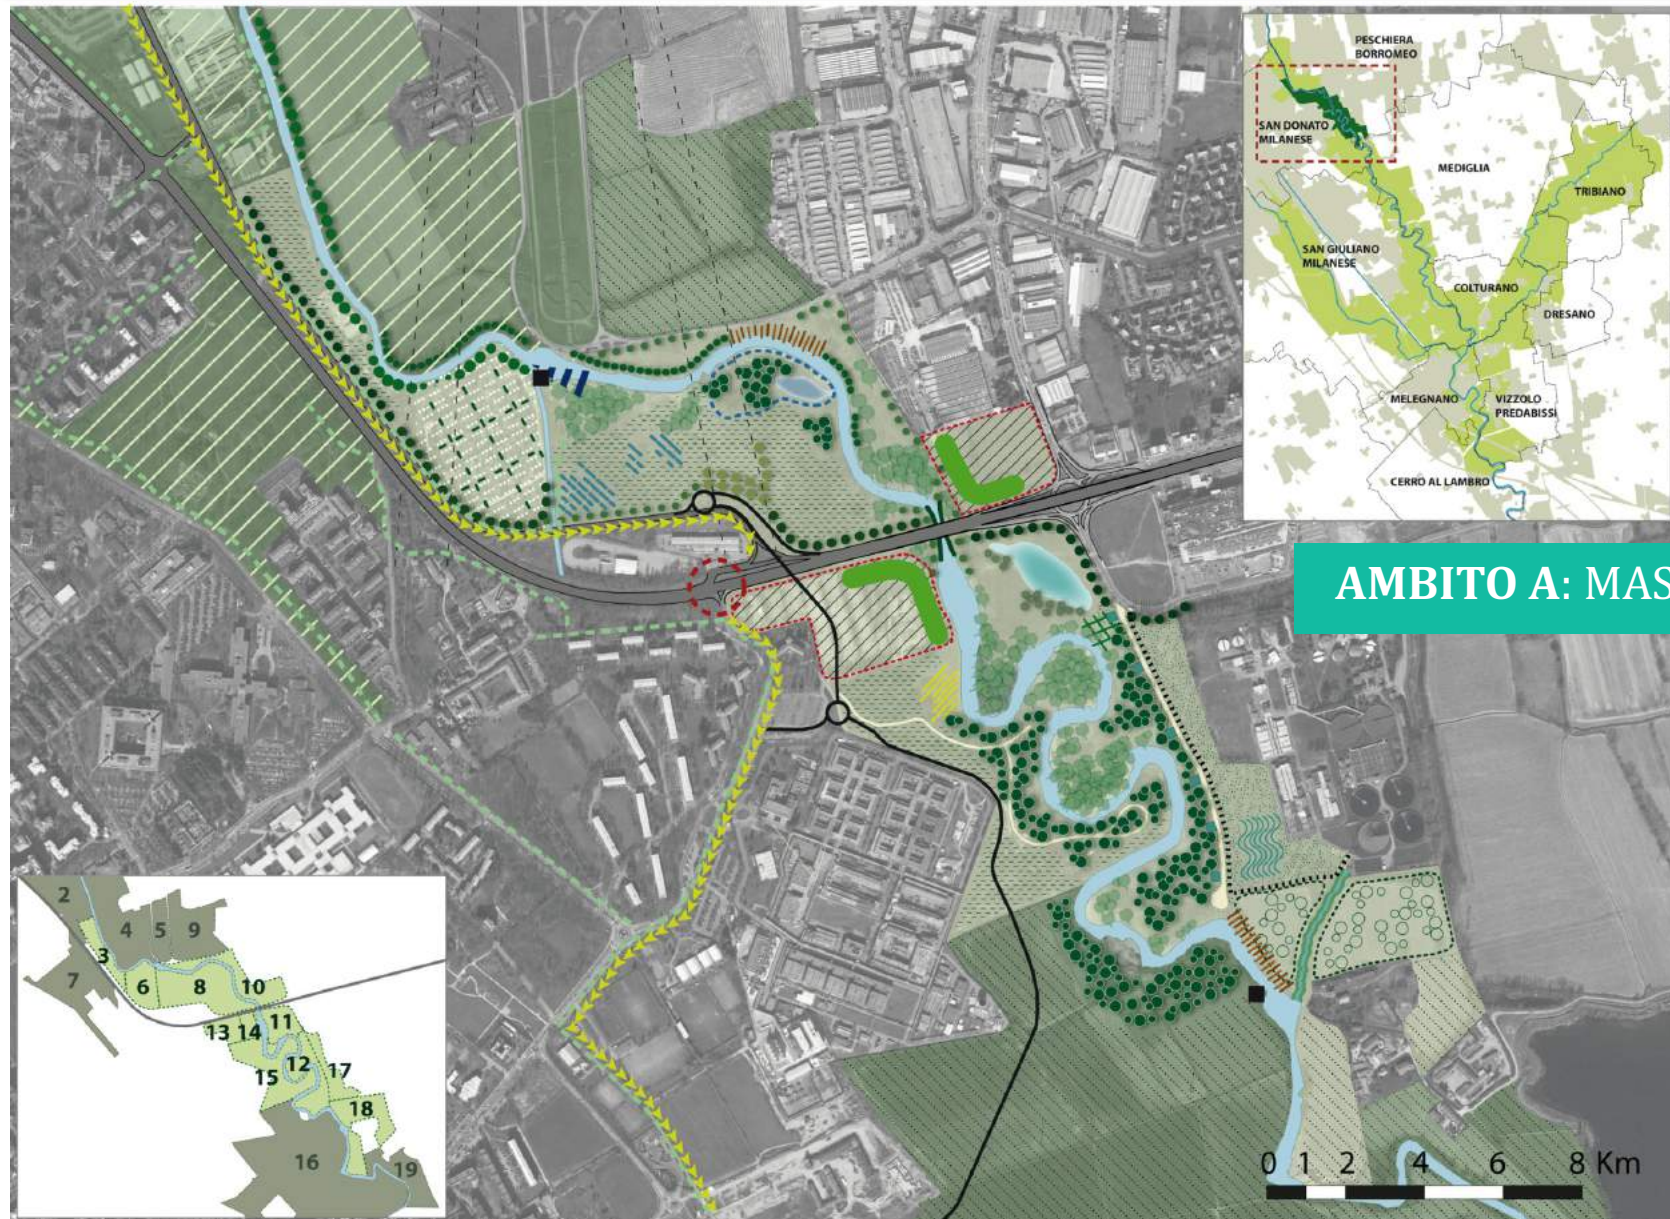 PESCHIERA
BORROMEO
SAN DONATO
MILANESE
MEDIGLIA
TRIBIANO
SAN GIULIANO
MILANESE
COLTURANO
DRESANO
MELEGNANO
VIZZOLO
PREDABISSI
CERRO AL LAMBRO
AMBITO A: MAS
2
4 5 9
3
7
6 8 10
13 14 11
12
15 17
18
16 19
0 1 2 4 6 8 Km